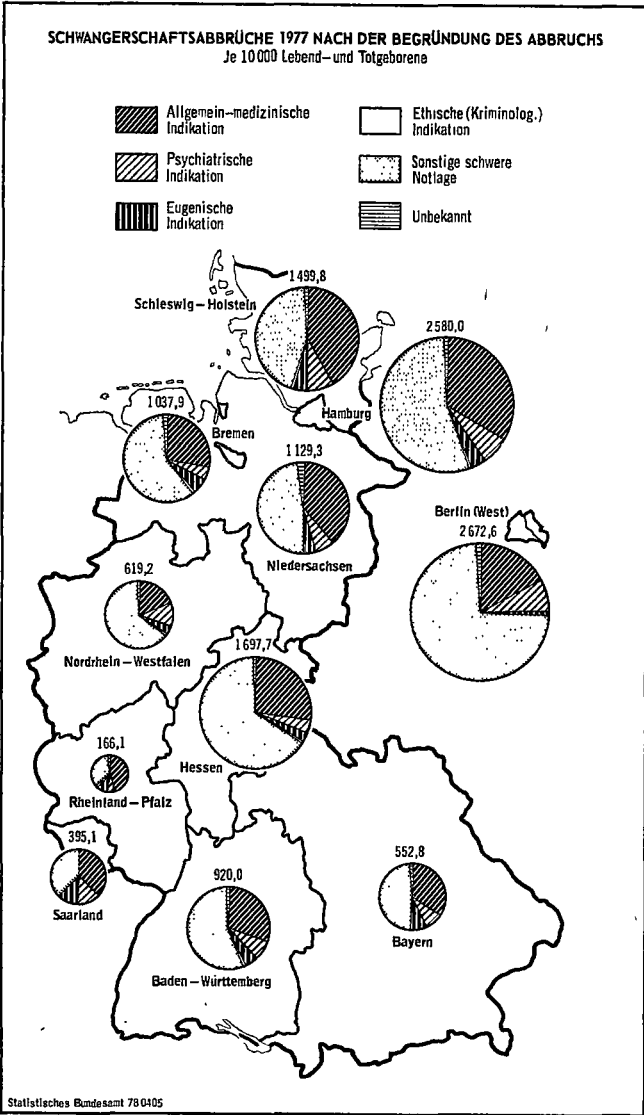 SCHWANGERSCHAFTSABBRÜCHE 1977 NACH DER BEGRÜNDUNG DES ABBRUCHS
Je 10 000 Lebend- und Totgeborene
Allgemein-medizinische
Indikation
Psychiatrische
Indikation
Eugenische
Indikation
Ethische (Kriminolog.)
Indikation
Sonstige schwere
Notlage
Unbekannt
1 499,8
Schleswig-Holstein
2 580,0
Hamburg
1 037,9
Bremen
1 129,3
Niedersachsen
Berlin (West)
2 672,6
619,2
Nordrhein-Westfalen
1 697,7
Hessen
166,1
Rheinland-Pfalz
395,1
Saarland
920,0
Baden-Württemberg
552,8
Bayern
Statistisches Bundesamt 78 0405